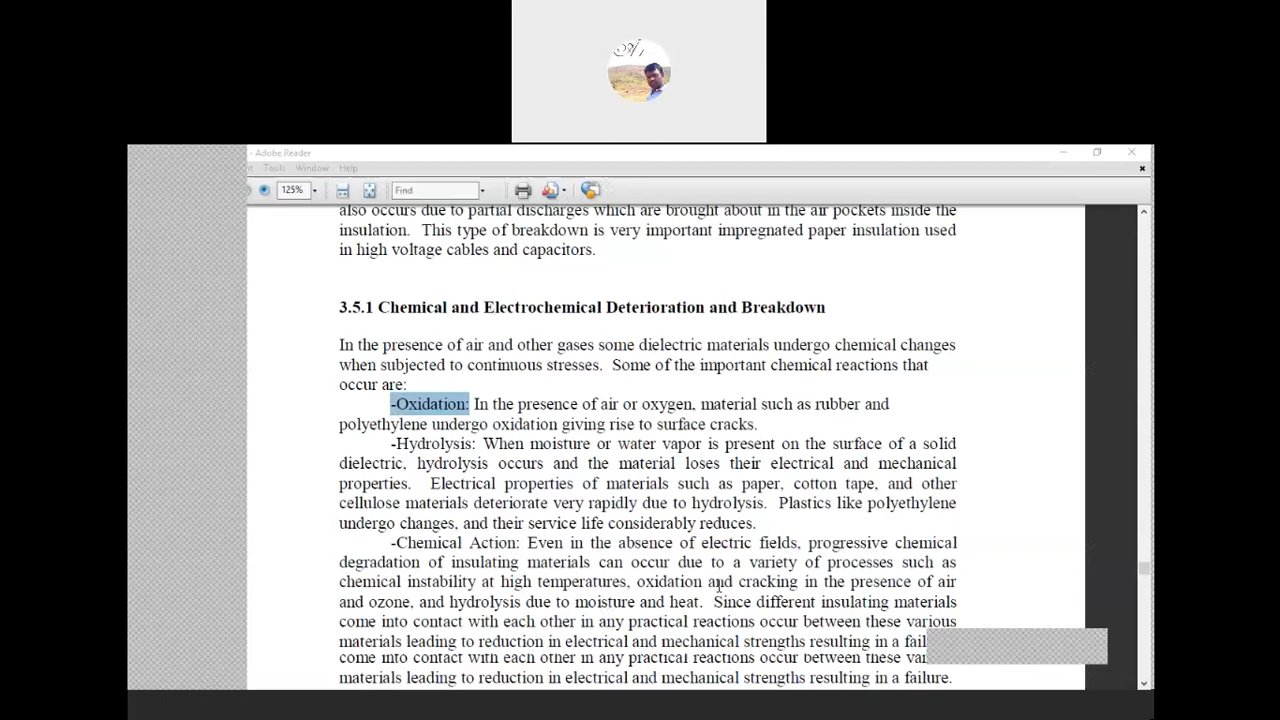 A
- Adobe Reader
Tools Window Help
125%
Find
also occurs due to partial discharges which are brought about in the air pockets inside the
insulation. This type of breakdown is very important impregnated paper insulation used
in high voltage cables and capacitors.
3.5.1 Chemical and Electrochemical Deterioration and Breakdown
In the presence of air and other gases some dielectric materials undergo chemical changes
when subjected to continuous stresses. Some of the important chemical reactions that
occur are:
-Oxidation: In the presence of air or oxygen, material such as rubber and
polyethylene undergo oxidation giving rise to surface cracks.
-Hydrolysis: When moisture or water vapor is present on the surface of a solid
dielectric, hydrolysis occurs and the material loses their electrical and mechanical
properties. Electrical properties of materials such as paper, cotton tape, and other
cellulose materials deteriorate very rapidly due to hydrolysis. Plastics like polyethylene
undergo changes, and their service life considerably reduces.
-Chemical Action: Even in the absence of electric fields, progressive chemical
degradation of insulating materials can occur due to a variety of processes such as
chemical instability at high temperatures, oxidation and cracking in the presence of air
and ozone, and hydrolysis due to moisture and heat. Since different insulating materials
come into contact with each other in any practical reactions occur between these various
materials leading to reduction in electrical and mechanical strengths resulting in a
come into contact with each other in any practical reactions occur between these
materials leading to reduction in electrical and mechanical strengths resulting in a failure.